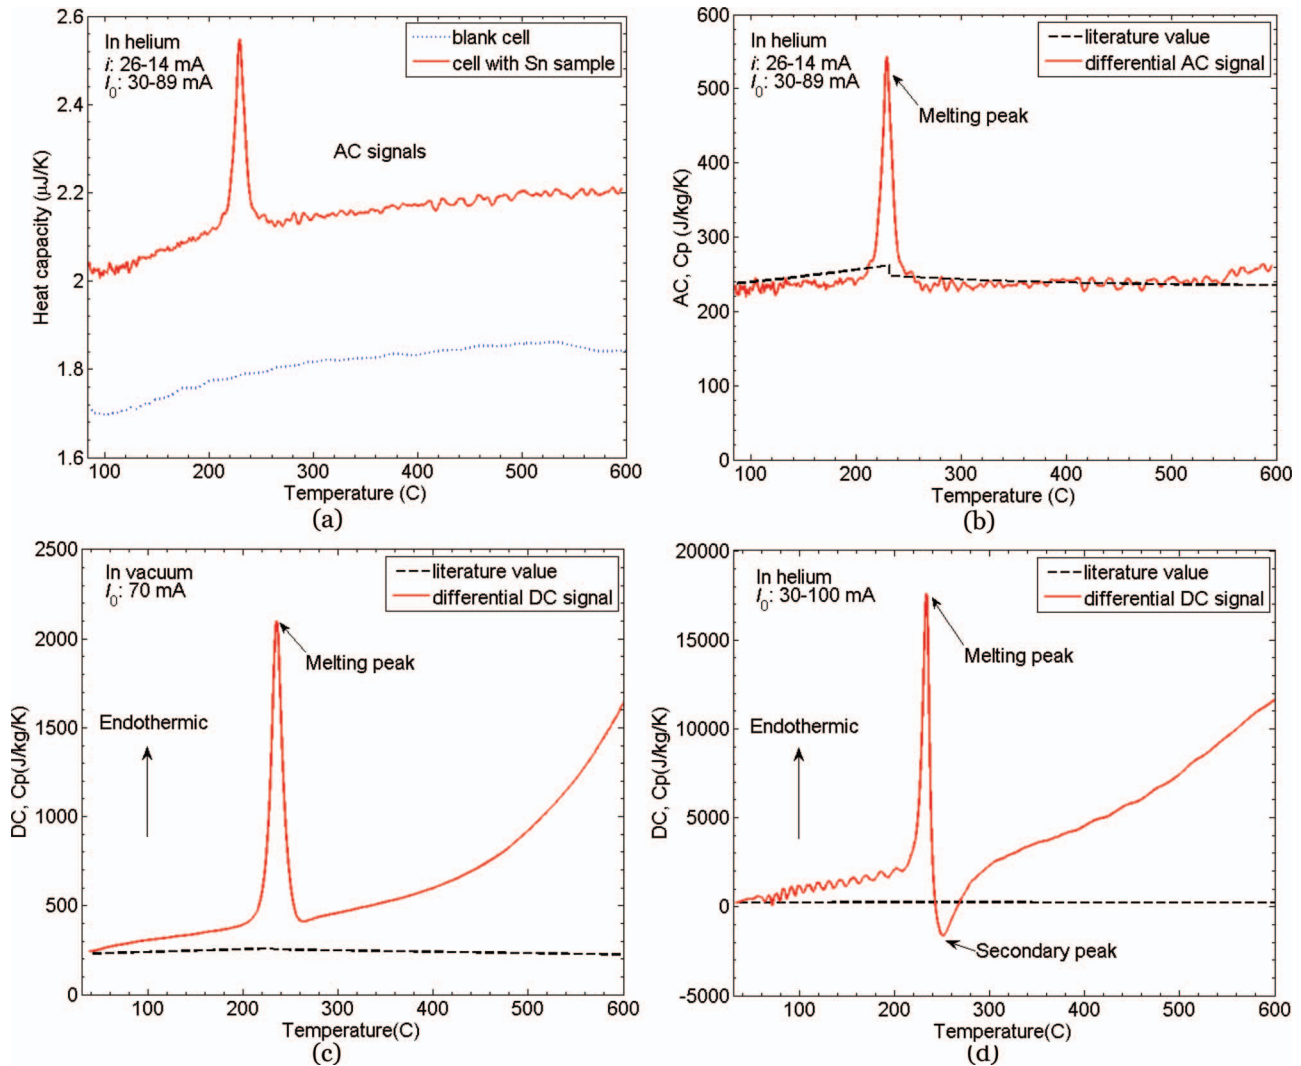 In helium
i: 26-14 mA
I0: 30-89 mA
blank cell
cell with Sn sample
AC signals
Heat capacity (µJ/K)
2.6
2.4
2.2
2
1.8
1.6
100 200 300 400 500 600
Temperature (C)
(a)
In helium
i: 26-14 mA
I0: 30-89 mA
literature value
differential AC signal
Melting peak
AC, Cp (J/kg/K)
600
500
400
300
200
100
0
100 200 300 400 500 600
Temperature (C)
(b)
In vacuum
I0: 70 mA
literature value
differential DC signal
Melting peak
Endothermic
DC, Cp(J/kg/K)
2500
2000
1500
1000
500
0
100 200 300 400 500 600
Temperature(C)
(c)
In helium
I0: 30-100 mA
literature value
differential DC signal
Melting peak
Endothermic
Secondary peak
DC, Cp(J/kg/K)
20000
15000
10000
5000
0
-5000
100 200 300 400 500 600
Temperature(C)
(d)